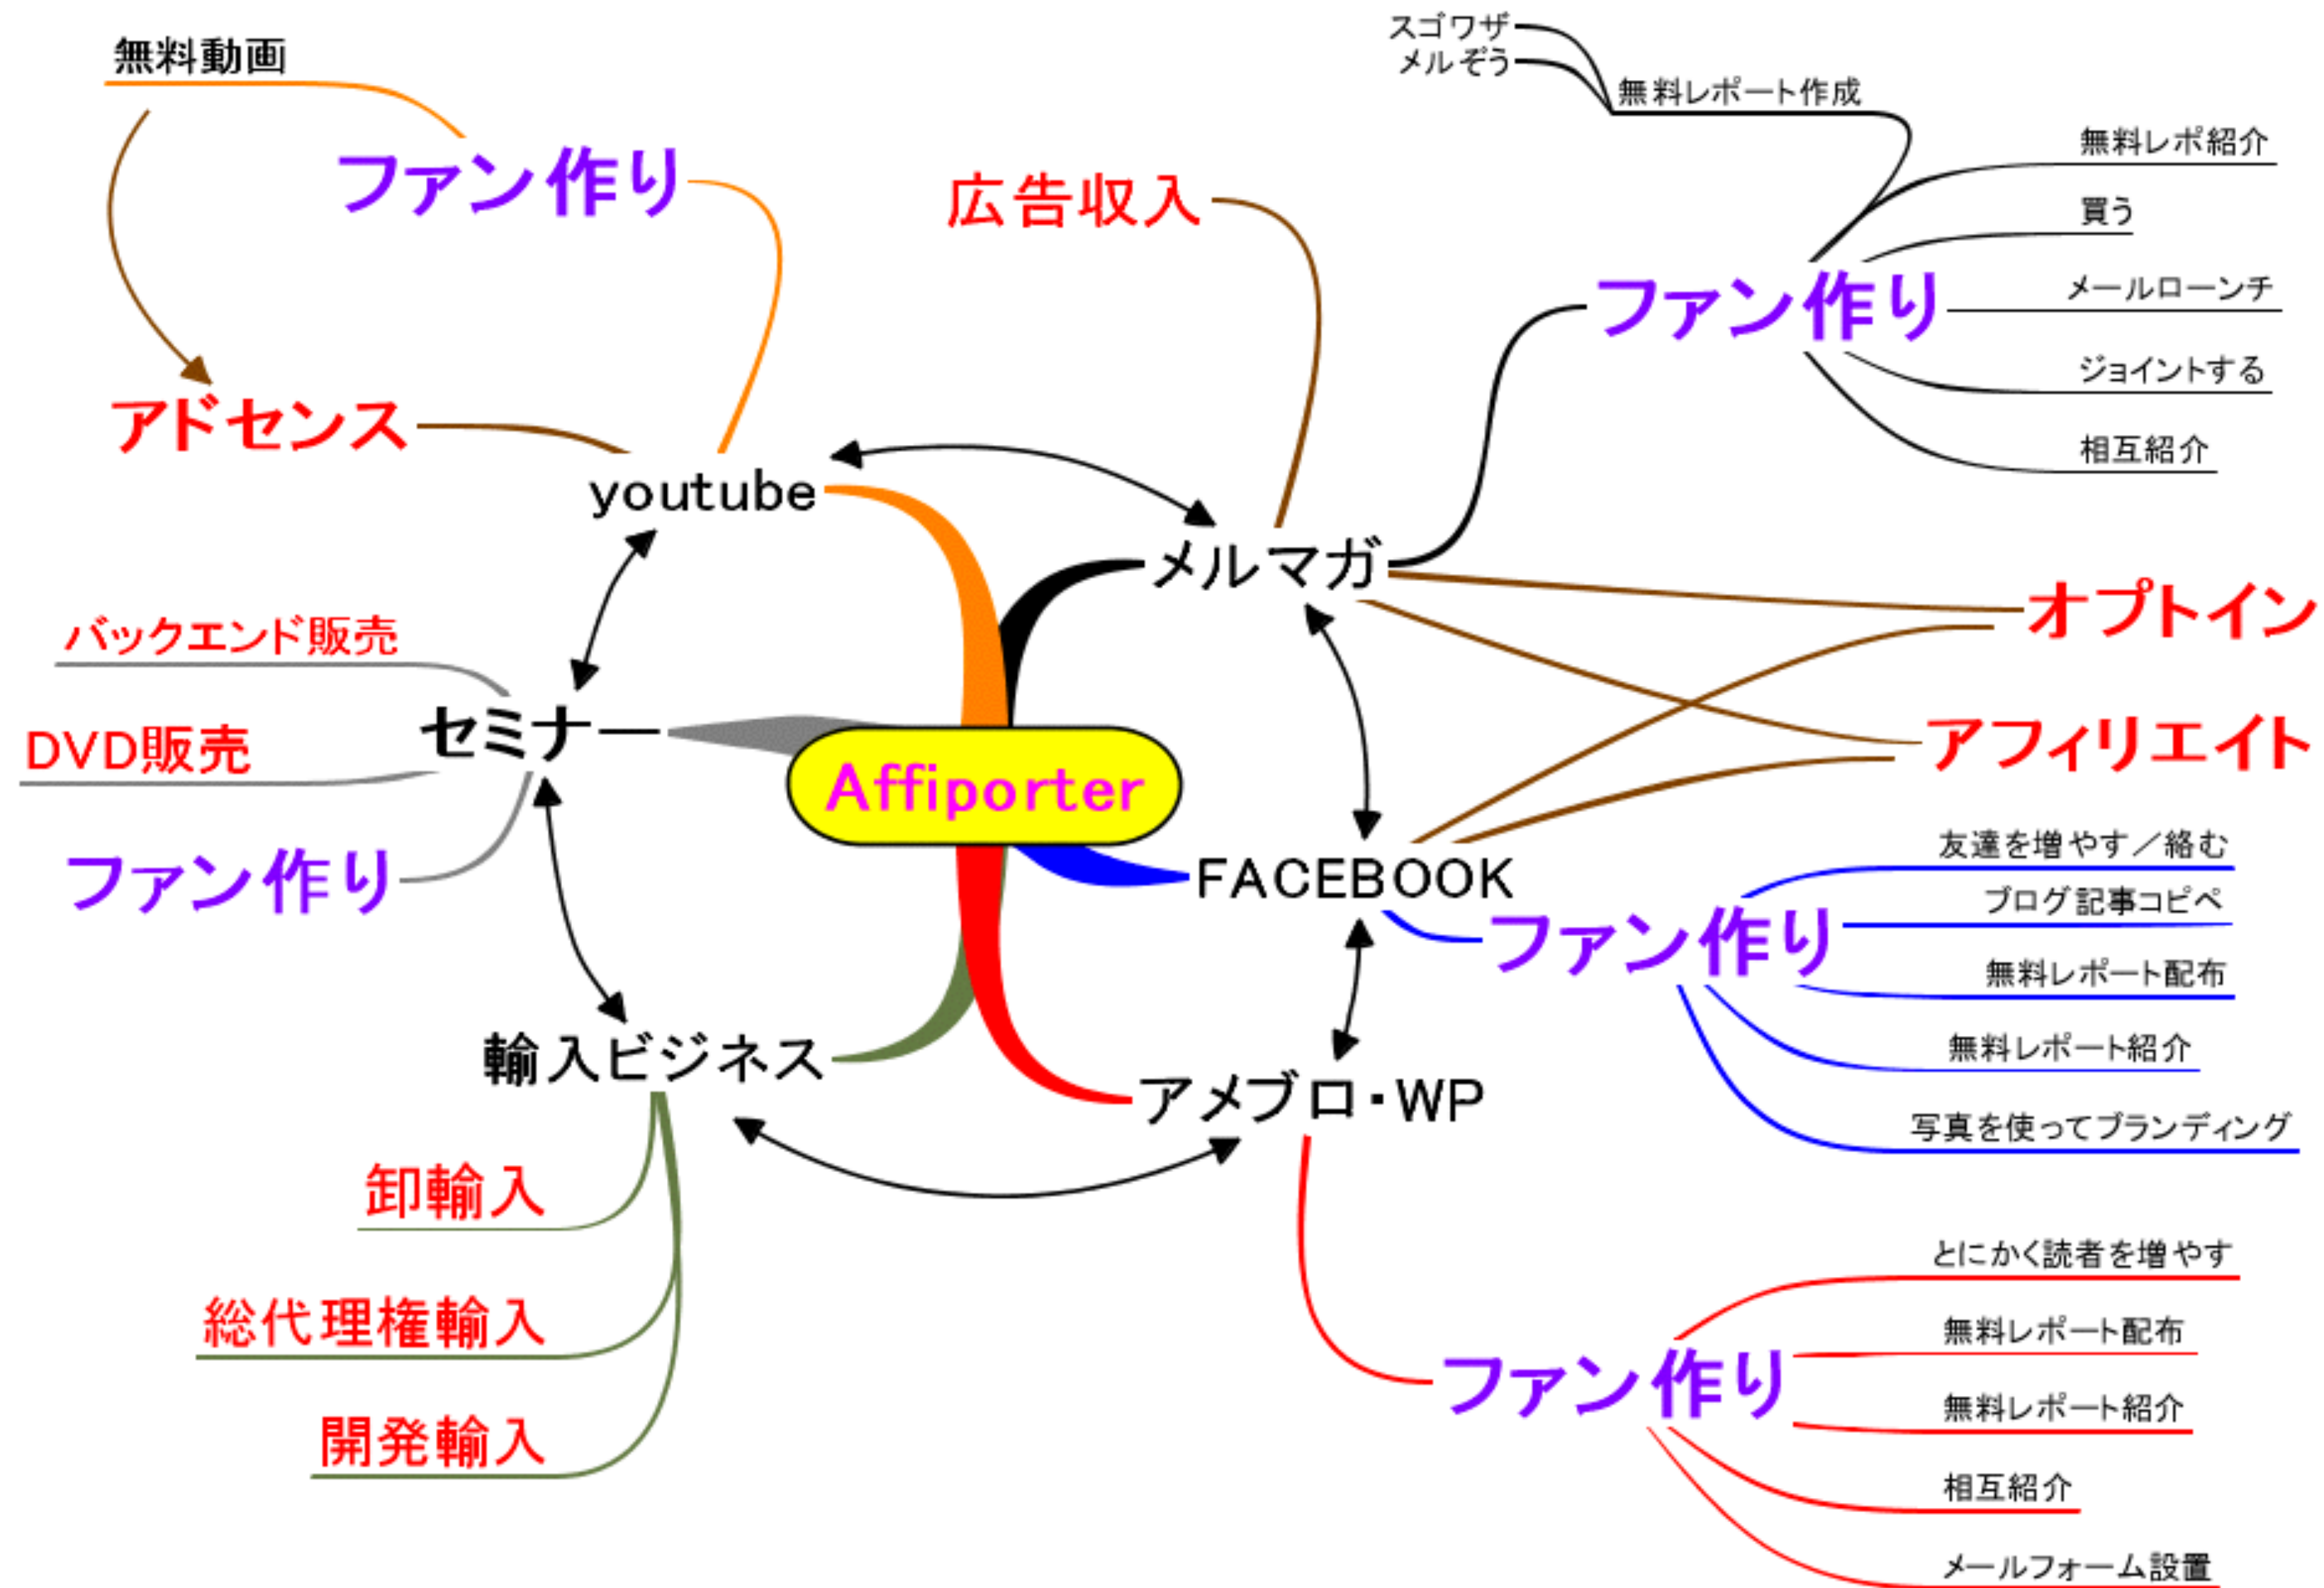 無料動画
ファン作り
アドセンス
youtube
広告収入
メルマガ
スゴワザ
メルぞう
無料レポート作成
無料レポ紹介
買う
ファン作り
メールローンチ
ジョイントする
相互紹介
オプトイン
アフィリエイト
バックエンド販売
セミナー
DVD販売
ファン作り
Affiporter
FACEBOOK
友達を増やす／絡む
ブログ記事コピペ
ファン作り
無料レポート配布
無料レポート紹介
写真を使ってブランディング
輸入ビジネス
卸輸入
総代理権輸入
開発輸入
アメブロ・WP
とにかく読者を増やす
無料レポート配布
ファン作り
無料レポート紹介
相互紹介
メールフォーム設置